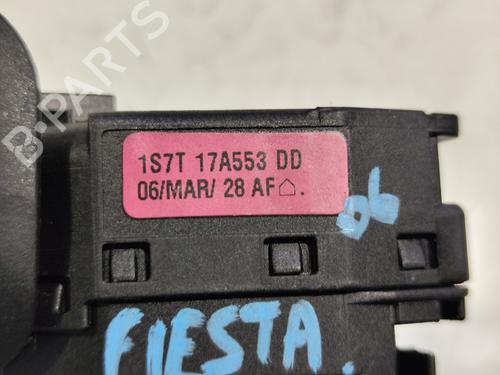 B-PARTS
1S7T 17A553 DD
06/MAR/ 28 AF
06
FIESTA.